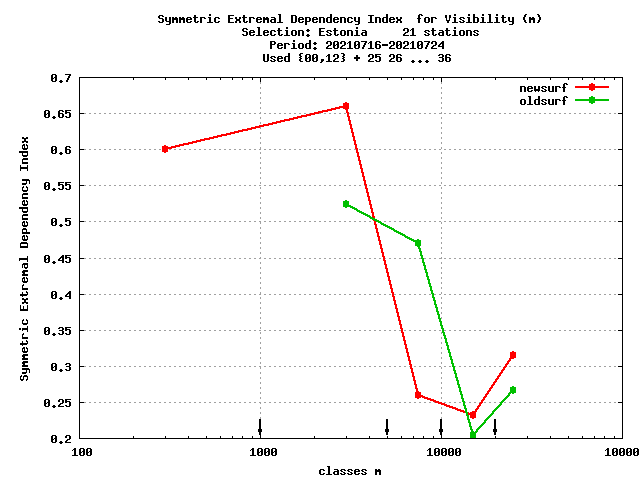 Symmetric Extremal Dependency Index  for Visibility (m)
Selection: Estonia     21 stations
Period: 20210716-20210724
Used {00,12} + 25 26 ... 36
newsurf
oldsurf
Symmetric Extremal Dependency Index
0.7
0.65
0.6
0.55
0.5
0.45
0.4
0.35
0.3
0.25
0.2
100
1000
10000
10000
classes m